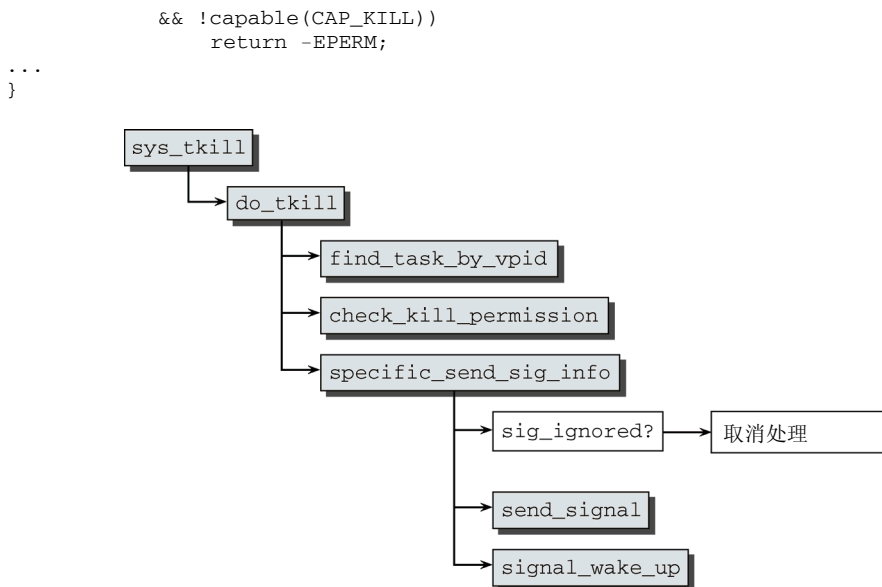 && !capable(CAP_KILL))
return -EPERM;
...
}
sys_tkill
do_tkill
find_task_by_vpid
check_kill_permission
specific_send_sig_info
sig_ignored?
取消处理
send_signal
signal_wake_up